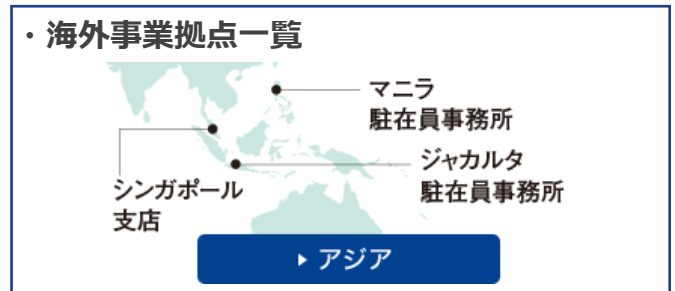 ・海外事業拠点一覧
マニラ
駐在員事務所
ジャカルタ
駐在員事務所
シンガポール
支店
アジア